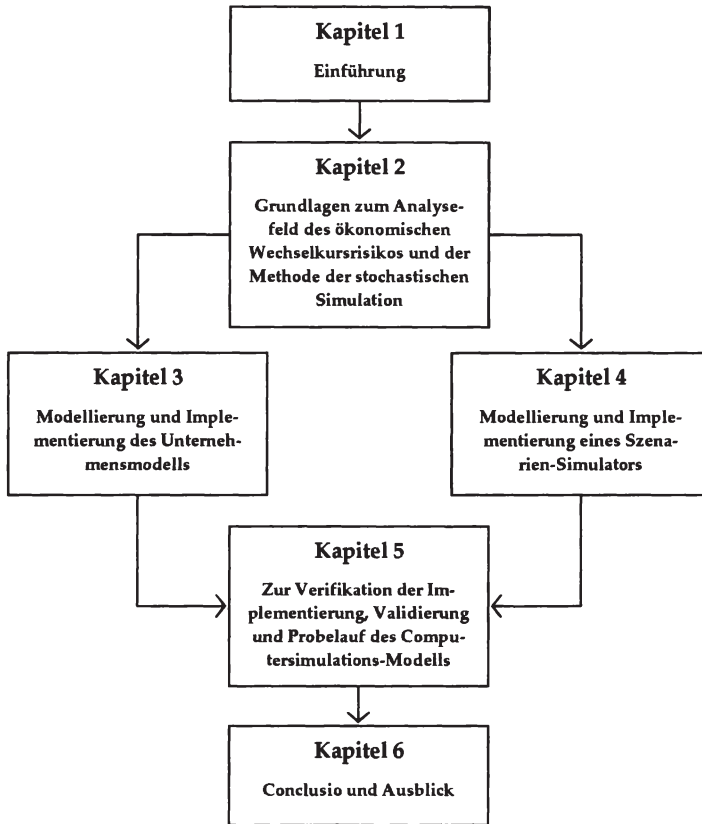 Kapitel 1
Einführung
Kapitel 2
Grundlagen zum Analyse-
feld des ökonomischen
Wechselkursrisikos und der
Methode der stochastischen
Simulation
Kapitel 3
Modellierung und Imple-
mentierung des Unterneh-
mensmodells
Kapitel 4
Modellierung und Imple-
mentierung eines Szena-
rien-Simulators
Kapitel 5
Zur Verifikation der Im-
plementierung, Validierung
und Probelauf des Compu-
tersimulations-Modells
Kapitel 6
Conclusio und Ausblick